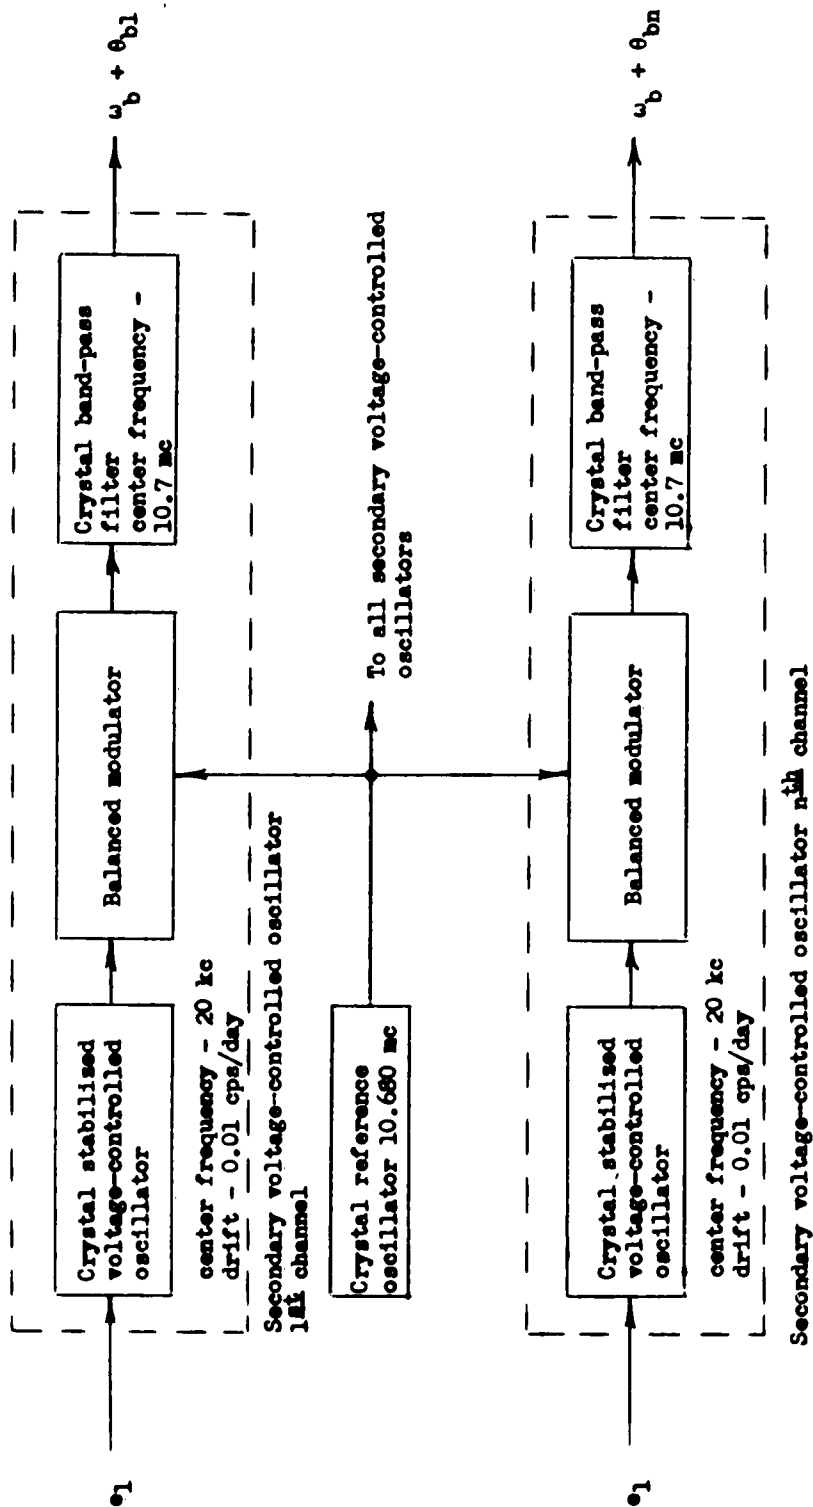 e₁
Crystal stabilized
voltage-controlled
oscillator
center frequency – 20 kc
drift – 0.01 cps/day
Balanced modulator
Crystal band-pass
filter
center frequency –
10.7 mc
ω_b + θ_b1
Secondary voltage-controlled oscillator
1st channel
Crystal reference
oscillator 10.680 mc
To all secondary voltage-controlled
oscillators
e₁
Crystal stabilized
voltage-controlled
oscillator
center frequency – 20 kc
drift – 0.01 cps/day
Balanced modulator
Crystal band-pass
filter
center frequency –
10.7 mc
ω_b + θ_bn
Secondary voltage-controlled oscillator nth channel